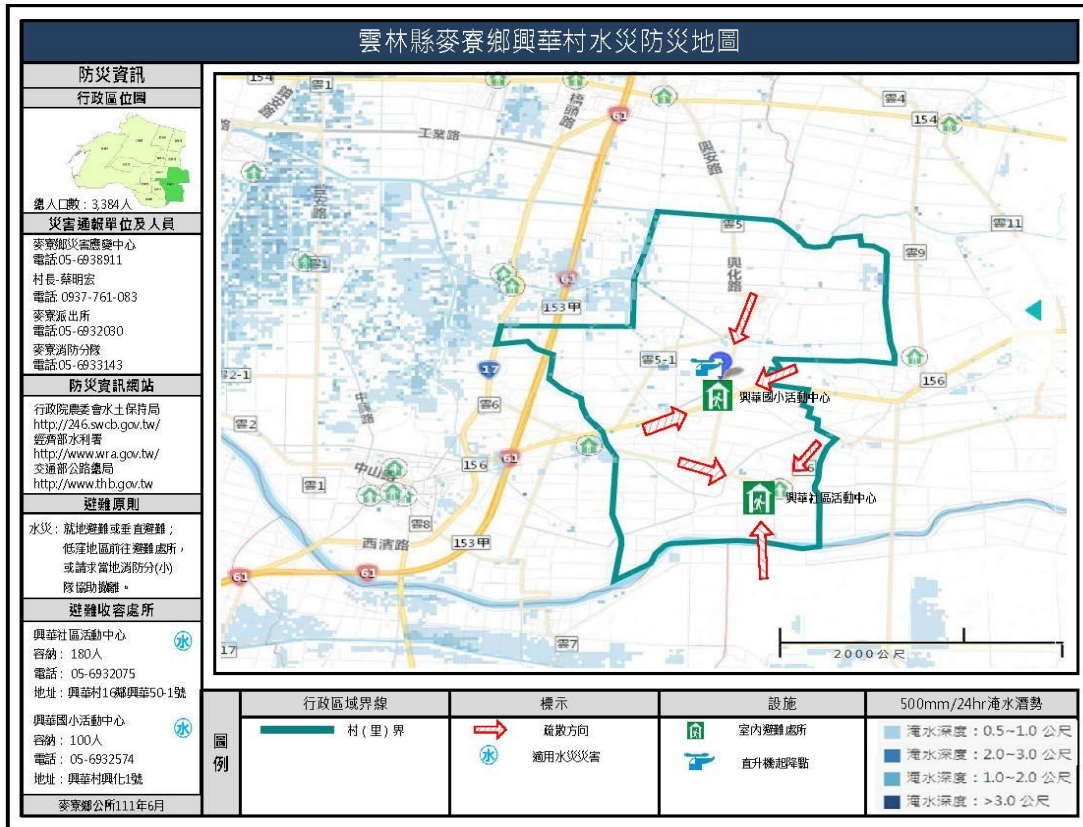 雲林縣麥寮鄉興華村水災防災地圖
防災資訊
行政區位圖
總人口數：3,384人
災害通報單位及人員
麥寮鄉災害應變中心
電話:05-6938911
村長-蔡明宏
電話 0937-761-083
麥寮派出所
電話:05-6932030
麥寮消防分隊
電話:05-6933143
防災資訊網站
行政院農委會水土保持局
http://246.swcb.gov.tw/
經濟部水利署
http://www.wra.gov.tw/
交通部公路總局
http://www.thb.gov.tw
避難原則
水災：就地避難或垂直避難；
低窪地區前往避難處所，
或請求當地消防分(小)
隊協助撤離。
避難收容處所
興華社區活動中心
水
容納：180人
電話：05-6932075
地址：興華村16鄰興華50-1號
興華國小活動中心
水
容納：100人
電話：05-6932574
地址：興華村興化1號
麥寮鄉公所111年6月
154
雲1
橋頭路
61
雲4
154
工業路
興安路
雲5
雲11
雲9
興化路
雲1
61
153甲
雲5-1
17
雲2-1
156
興華國小活動中心
雲6
雲2
156
61
中山路
雲1
興華社區活動中心
雲8
西濱路
153甲
61
61
17
雲7
2000公尺
圖例
行政區域界線
村(里)界
標示
疏散方向
水
適用水災災害
設施
室內避難處所
直升機起降點
500mm/24hr淹水潛勢
淹水深度：0.5~1.0 公尺
淹水深度：2.0~3.0 公尺
淹水深度：1.0~2.0 公尺
淹水深度：>3.0 公尺